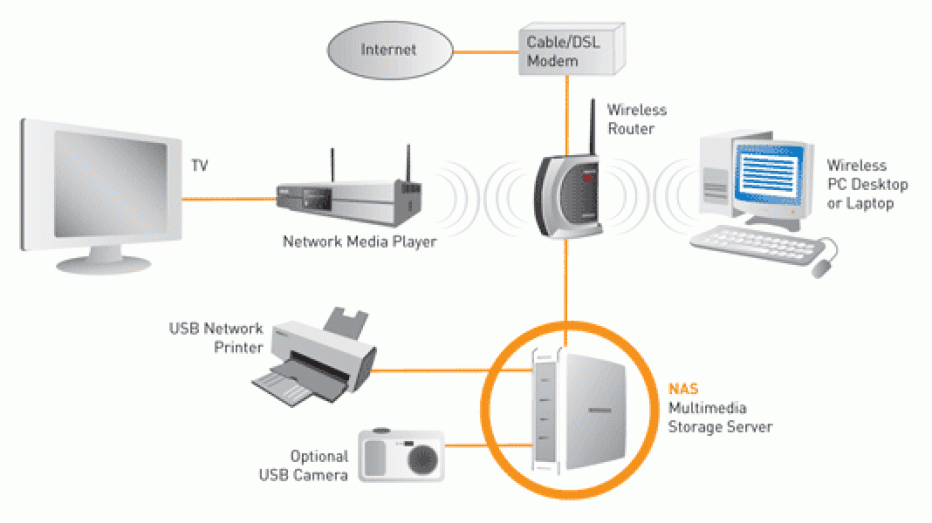 Internet
Cable/DSL
Modem
Wireless
Router
TV
Wireless
PC Desktop
or Laptop
Network Media Player
USB Network
Printer
NAS
Multimedia
Storage Server
Optional
USB Camera